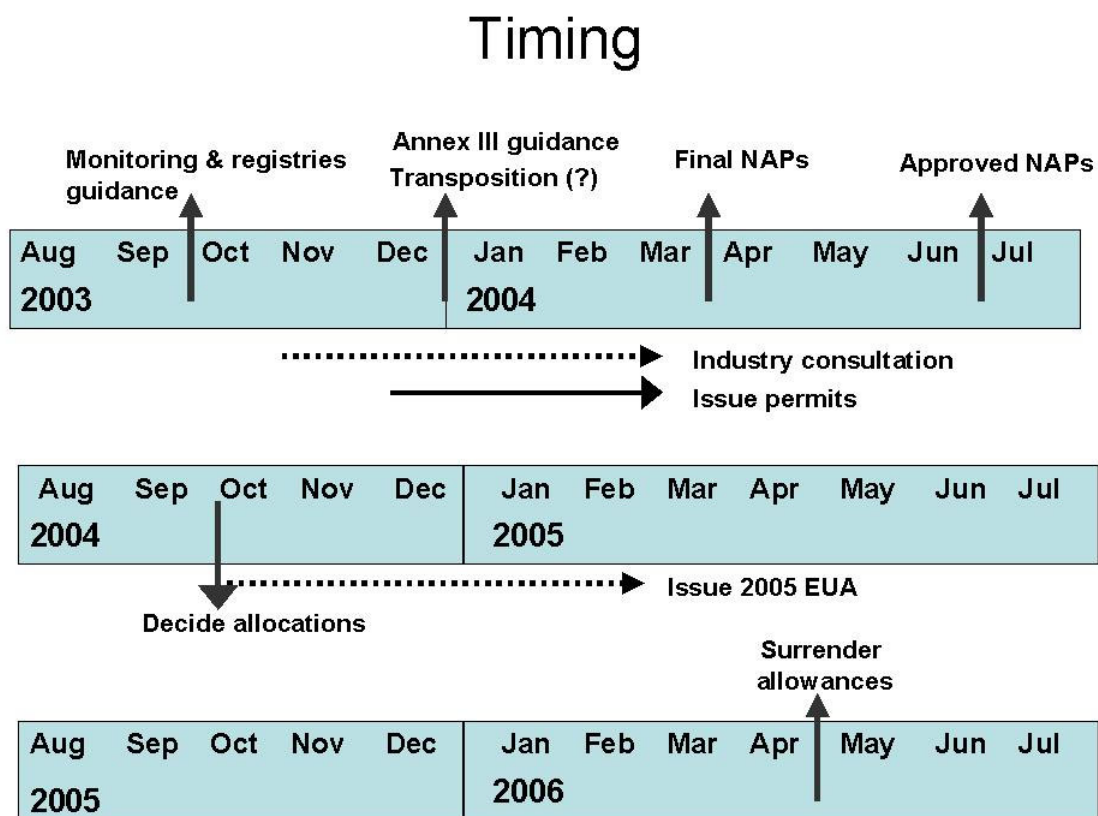 Timing
Annex III guidance
Monitoring & registries
guidance
Transposition (?)
Final NAPs
Approved NAPs
Aug Sep Oct Nov Dec Jan Feb Mar Apr May Jun Jul
2003 2004
Industry consultation
Issue permits
Aug Sep Oct Nov Dec Jan Feb Mar Apr May Jun Jul
2004 2005
Issue 2005 EUA
Decide allocations
Surrender
allowances
Aug Sep Oct Nov Dec Jan Feb Mar Apr May Jun Jul
2005 2006